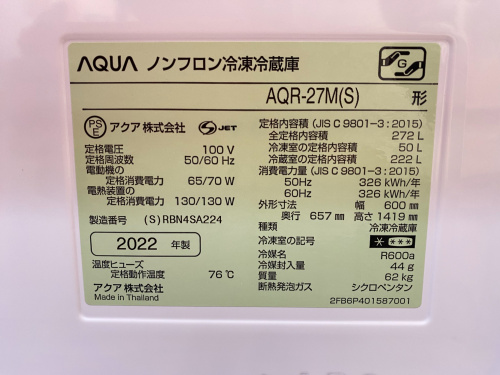 AQUA ノンフロン冷凍冷蔵庫
G
AQR-27M(S) 形
PS E アクア株式会社 S JET
定格電圧 100 V
定格周波数 50/60 Hz
電動機の
定格消費電力 65/70 W
電熱装置の
定格消費電力 130/130 W
製造番号 (S)RBN4SA224
2022 年製
温度ヒューズ
定格動作温度 76℃
アクア株式会社
Made in Thailand
定格内容積 (JIS C 9801-3:2015)
全定格内容積 272 L
冷凍室の定格内容積 50 L
冷蔵室の定格内容積 222 L
消費電力量 (JIS C 9801-3:2015)
50Hz 326 kWh/年
60Hz 326 kWh/年
外形寸法 幅 600 mm
奥行 657 mm 高さ 1419 mm
種類 冷凍冷蔵庫
冷凍室の記号 * ***
冷媒名 R600a
冷媒封入量 44 g
質量 62 kg
断熱発泡ガス シクロペンタン
2FB6P401587001